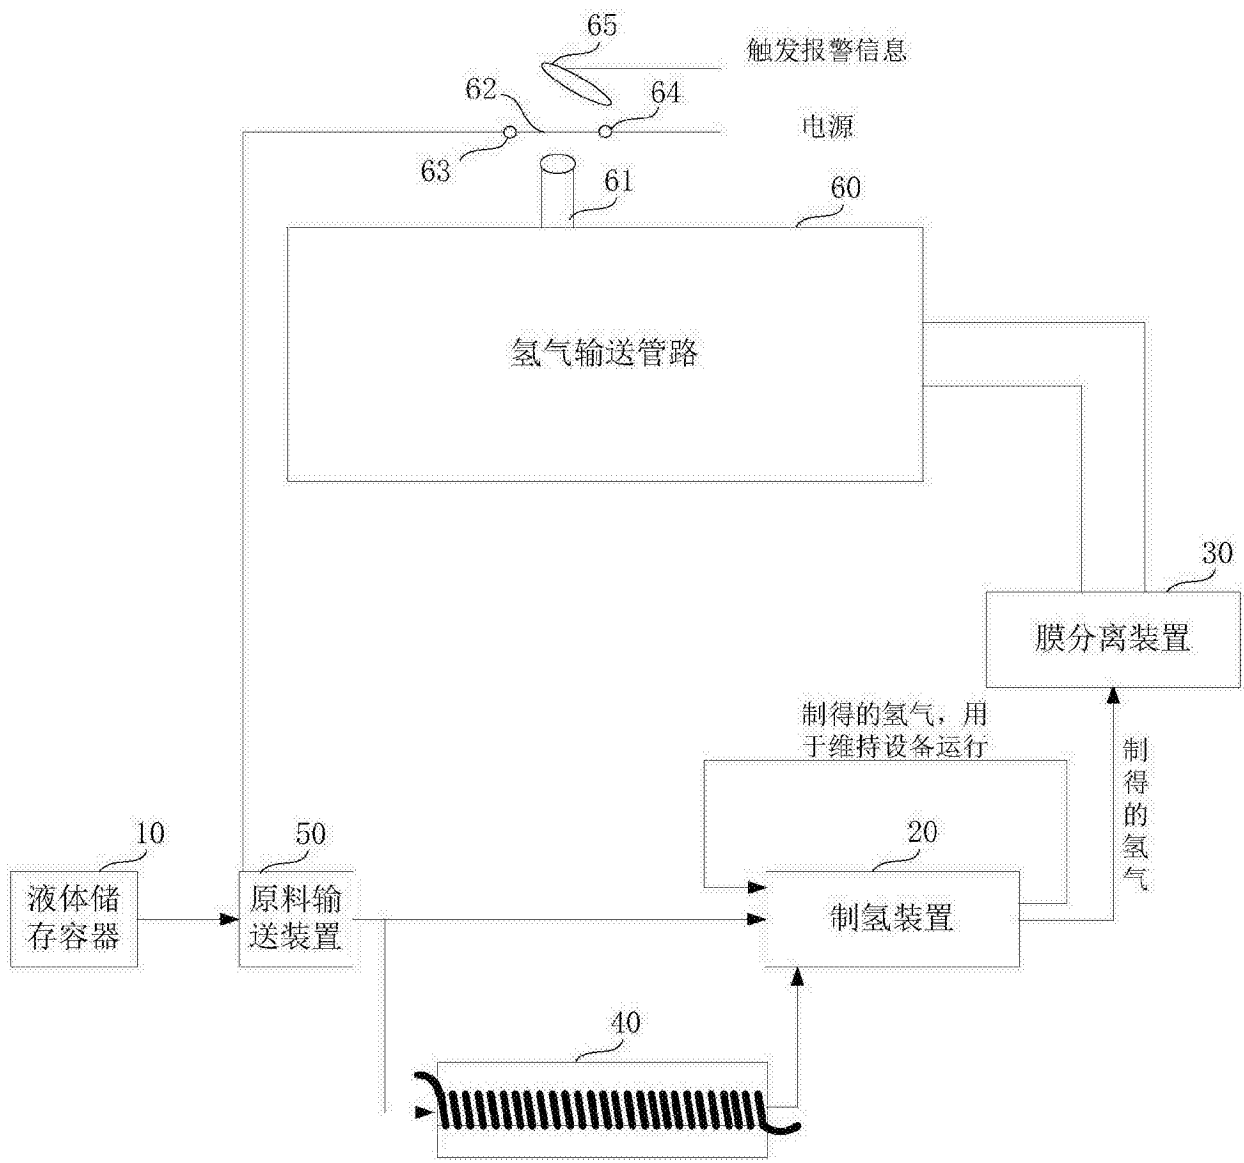 65
触发报警信息
62
64
电源
63
61
60
氢气输送管路
30
膜分离装置
制得的氢气，用
于维持设备运行
制得的氢气
10
50
20
液体储
存容器
原料输
送装置
制氢装置
40